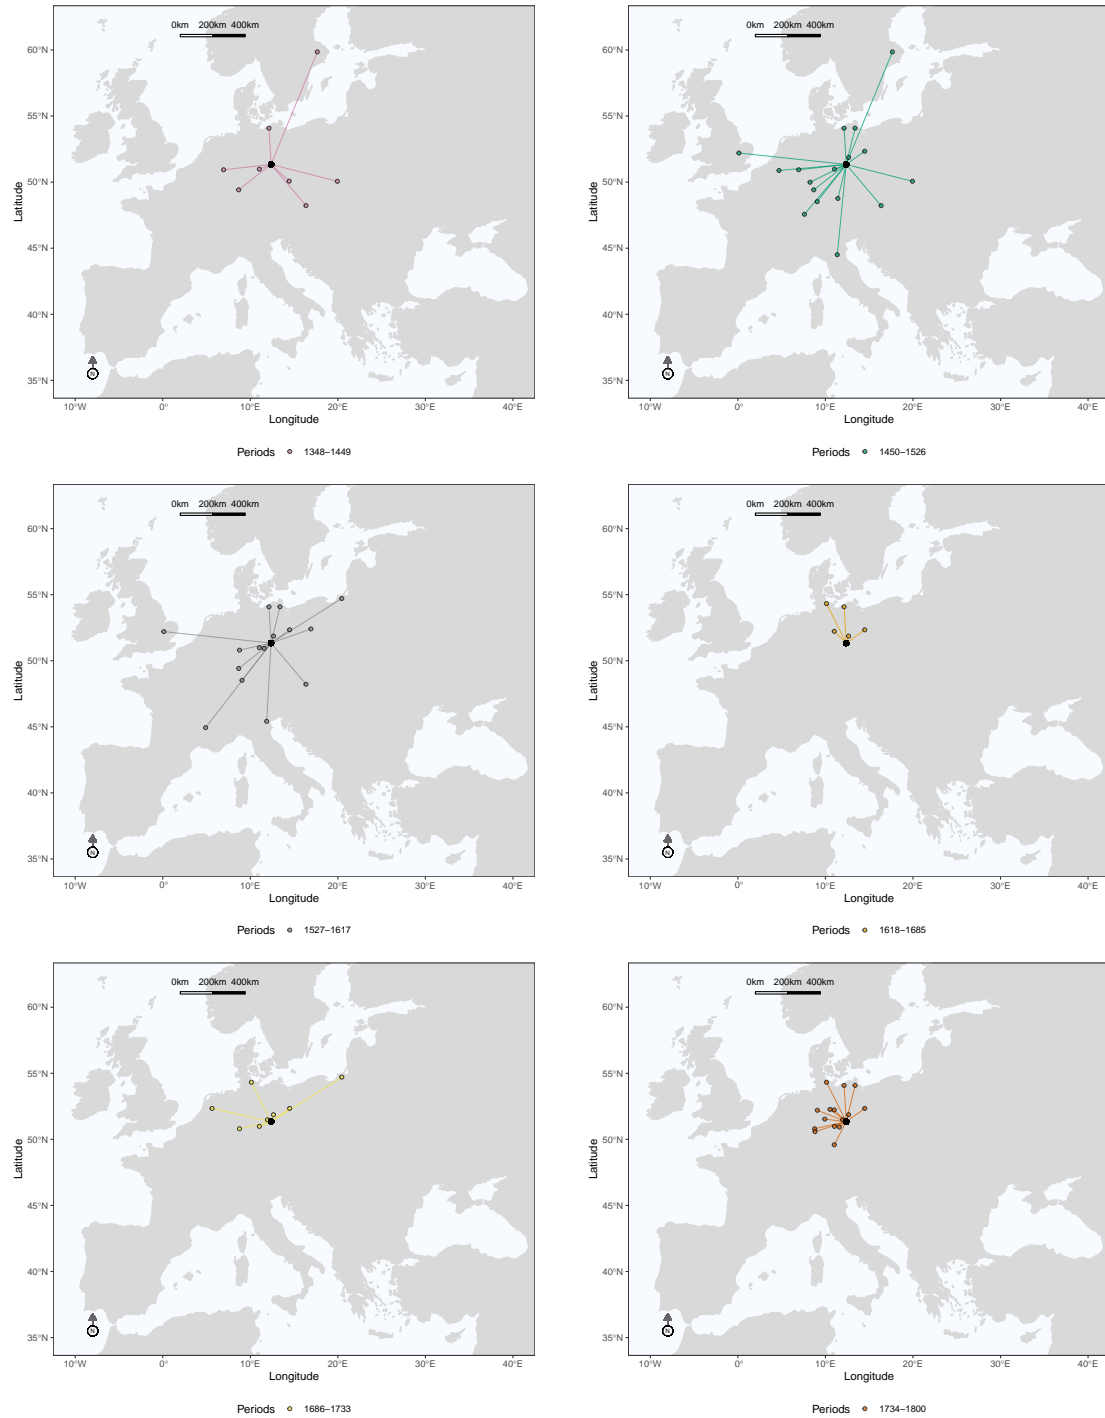 0km 200km 400km
60°N
55°N
50°N
45°N
40°N
35°N
Latitude
N
10°W 0° 10°E 20°E 30°E 40°E
Longitude
Periods 1348−1449
0km 200km 400km
60°N
55°N
50°N
45°N
40°N
35°N
Latitude
N
10°W 0° 10°E 20°E 30°E 40°E
Longitude
Periods 1450−1526
0km 200km 400km
60°N
55°N
50°N
45°N
40°N
35°N
Latitude
N
10°W 0° 10°E 20°E 30°E 40°E
Longitude
Periods 1527−1617
0km 200km 400km
60°N
55°N
50°N
45°N
40°N
35°N
Latitude
N
10°W 0° 10°E 20°E 30°E 40°E
Longitude
Periods 1618−1685
0km 200km 400km
60°N
55°N
50°N
45°N
40°N
35°N
Latitude
N
10°W 0° 10°E 20°E 30°E 40°E
Longitude
Periods 1686−1733
0km 200km 400km
60°N
55°N
50°N
45°N
40°N
35°N
Latitude
N
10°W 0° 10°E 20°E 30°E 40°E
Longitude
Periods 1734−1800